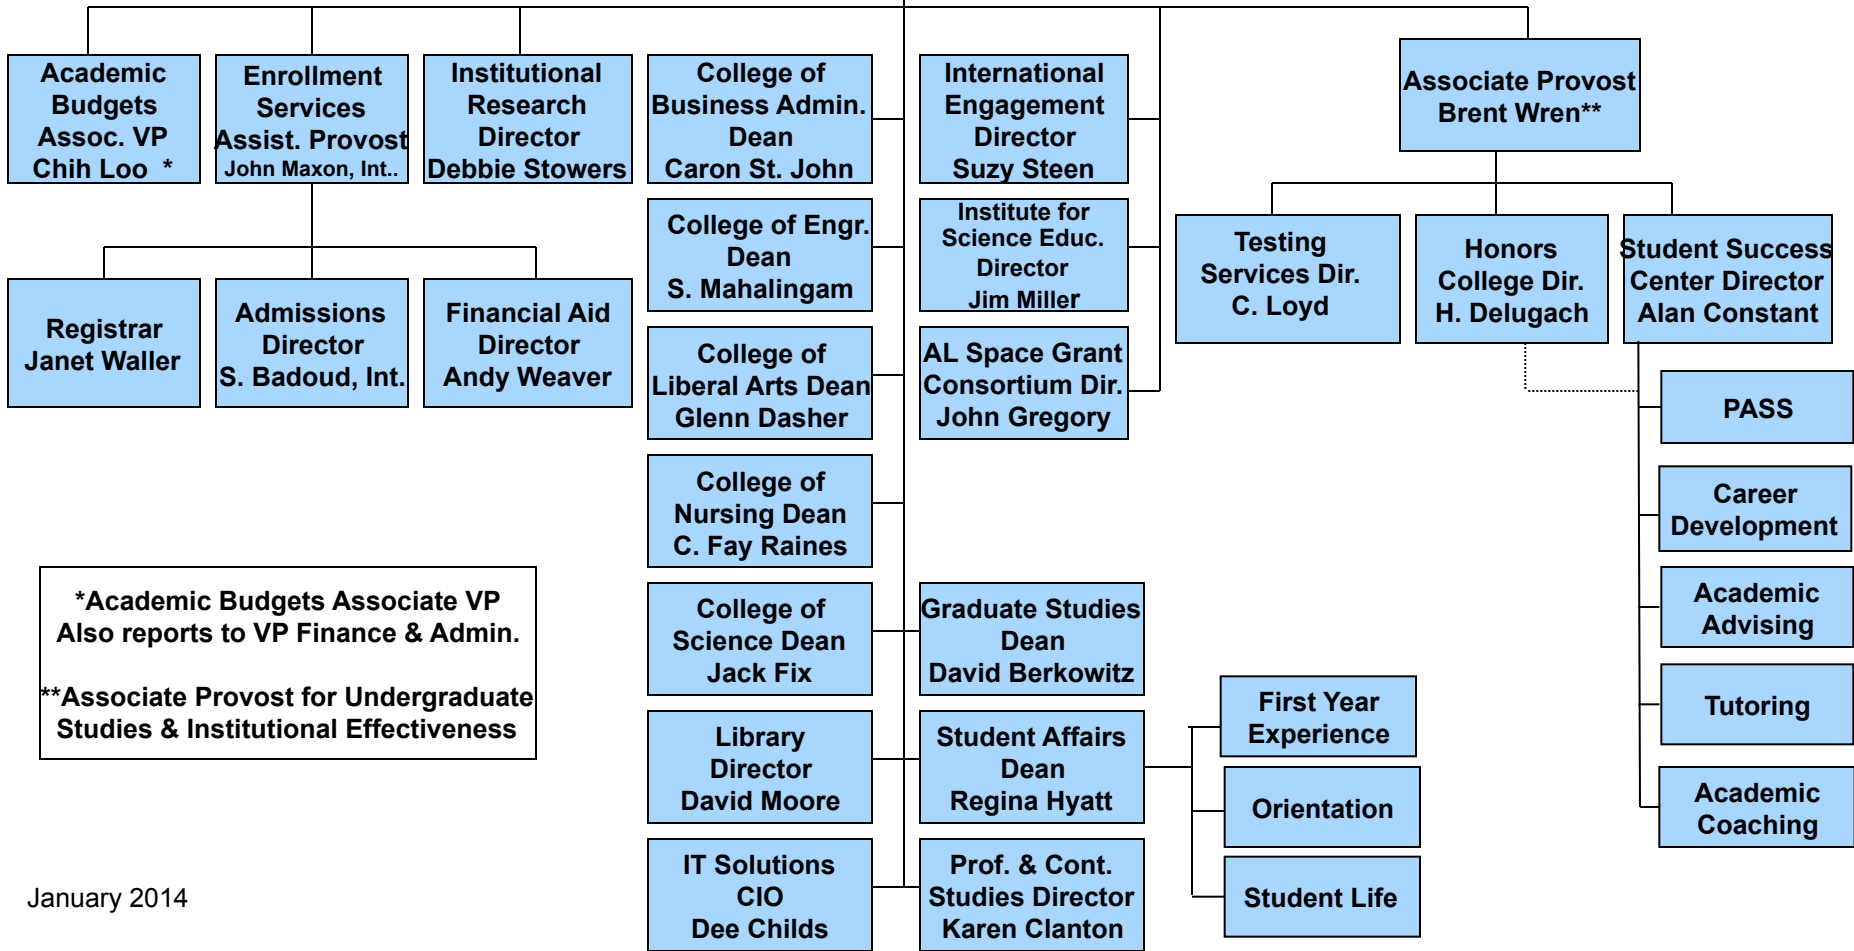 Academic
Budgets
Assoc. VP
Chih Loo *
Enrollment
Services
Assist. Provost
John Maxon, Int..
Institutional
Research
Director
Debbie Stowers
College of
Business Admin.
Dean
Caron St. John
International
Engagement
Director
Suzy Steen
Associate Provost
Brent Wren**
College of Engr.
Dean
S. Mahalingam
Institute for
Science Educ.
Director
Jim Miller
Testing
Services Dir.
C. Loyd
Honors
College Dir.
H. Delugach
Student Success
Center Director
Alan Constant
Registrar
Janet Waller
Admissions
Director
S. Badoud, Int.
Financial Aid
Director
Andy Weaver
College of
Liberal Arts Dean
Glenn Dasher
AL Space Grant
Consortium Dir.
John Gregory
PASS
Career
Development
Academic
Advising
Tutoring
Academic
Coaching
College of
Nursing Dean
C. Fay Raines
*Academic Budgets Associate VP
Also reports to VP Finance & Admin.
**Associate Provost for Undergraduate
Studies & Institutional Effectiveness
College of
Science Dean
Jack Fix
Graduate Studies
Dean
David Berkowitz
Library
Director
David Moore
Student Affairs
Dean
Regina Hyatt
First Year
Experience
Orientation
Student Life
IT Solutions
CIO
Dee Childs
Prof. & Cont.
Studies Director
Karen Clanton
January 2014